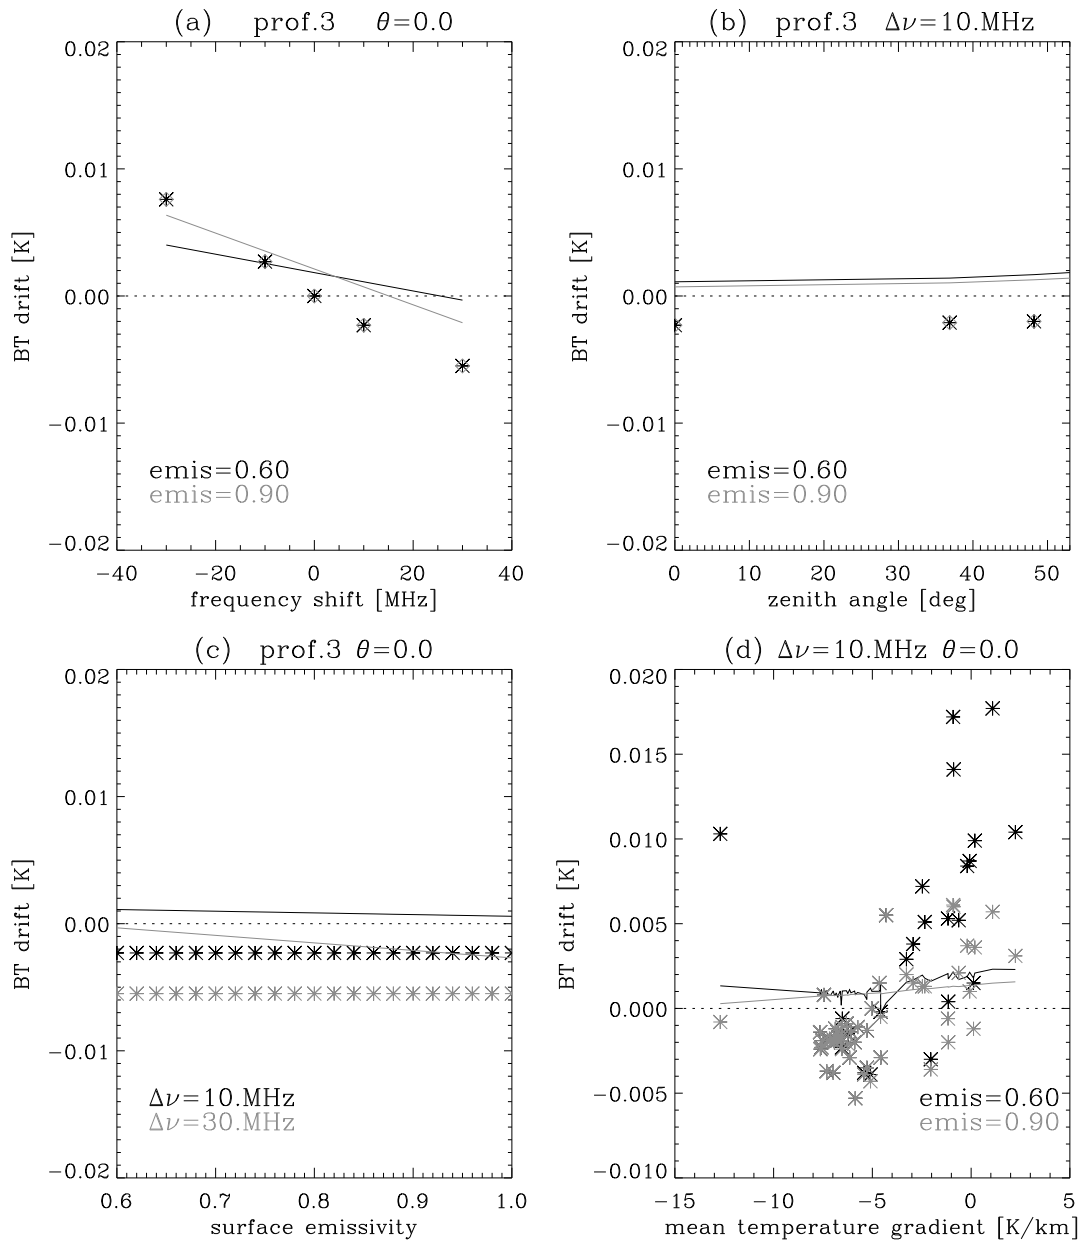 (a) prof.3 θ=0.0
0.02
0.01
0.00
−0.01
−0.02
BT drift [K]
emis=0.60
emis=0.90
−40 −20 0 20 40
frequency shift [MHz]
(b) prof.3 Δν=10.MHz
0.02
0.01
0.00
−0.01
−0.02
BT drift [K]
emis=0.60
emis=0.90
0 10 20 30 40 50
zenith angle [deg]
(c) prof.3 θ=0.0
0.02
0.01
0.00
−0.01
−0.02
BT drift [K]
Δν=10.MHz
Δν=30.MHz
0.6 0.7 0.8 0.9 1.0
surface emissivity
(d) Δν=10.MHz θ=0.0
0.020
0.015
0.010
0.005
0.000
−0.005
−0.010
BT drift [K]
emis=0.60
emis=0.90
−15 −10 −5 0 5
mean temperature gradient [K/km]